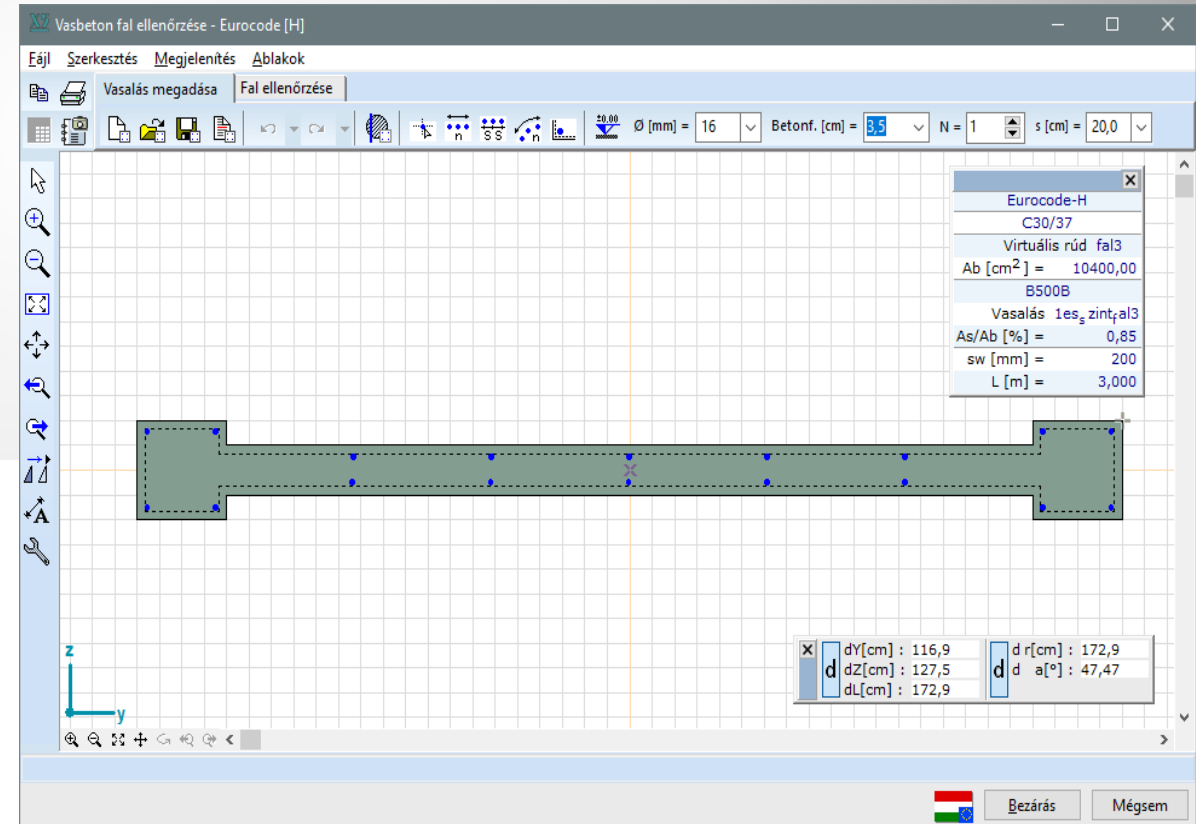 Vasbeton fal ellenőrzése - Eurocode [H]
Fájl Szerkesztés Megjelenítés Ablakok
Vasalás megadása Fal ellenőrzése
Ø [mm] = 16 Betonf. [cm] = 3,5 N = 1 s [cm] = 20,0
Eurocode-H
C30/37
Virtuális rúd fal3
Ab [cm2] = 10400,00
B500B
Vasalás 1es_s zint_fal3
As/Ab [%] = 0,85
sw [mm] = 200
L [m] = 3,000
z
y
dY[cm] : 116,9 d r[cm] : 172,9
d dZ[cm] : 127,5 d d a[°] : 47,47
dL[cm] : 172,9
Bezárás Mégsem